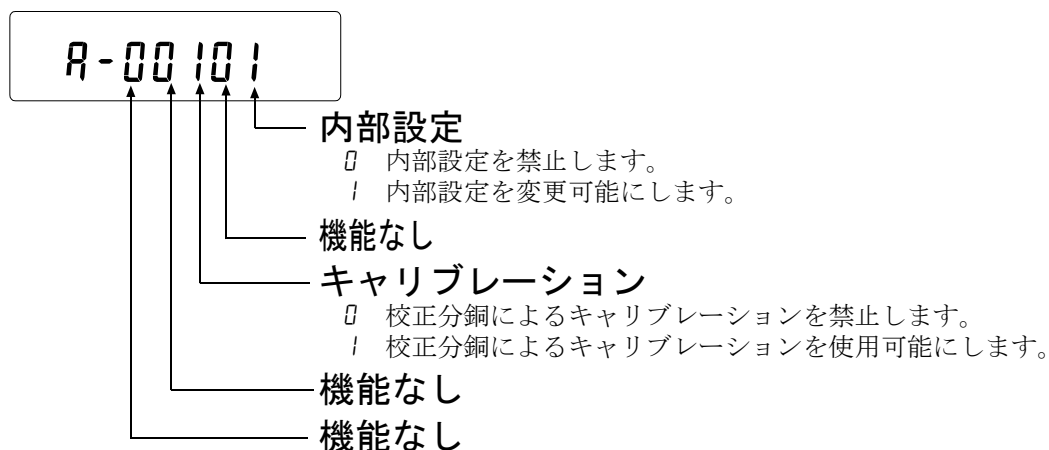 A-00101
内部設定
0 内部設定を禁止します。
1 内部設定を変更可能にします。
機能なし
キャリブレーション
0 校正分銅によるキャリブレーションを禁止します。
1 校正分銅によるキャリブレーションを使用可能にします。
機能なし
機能なし